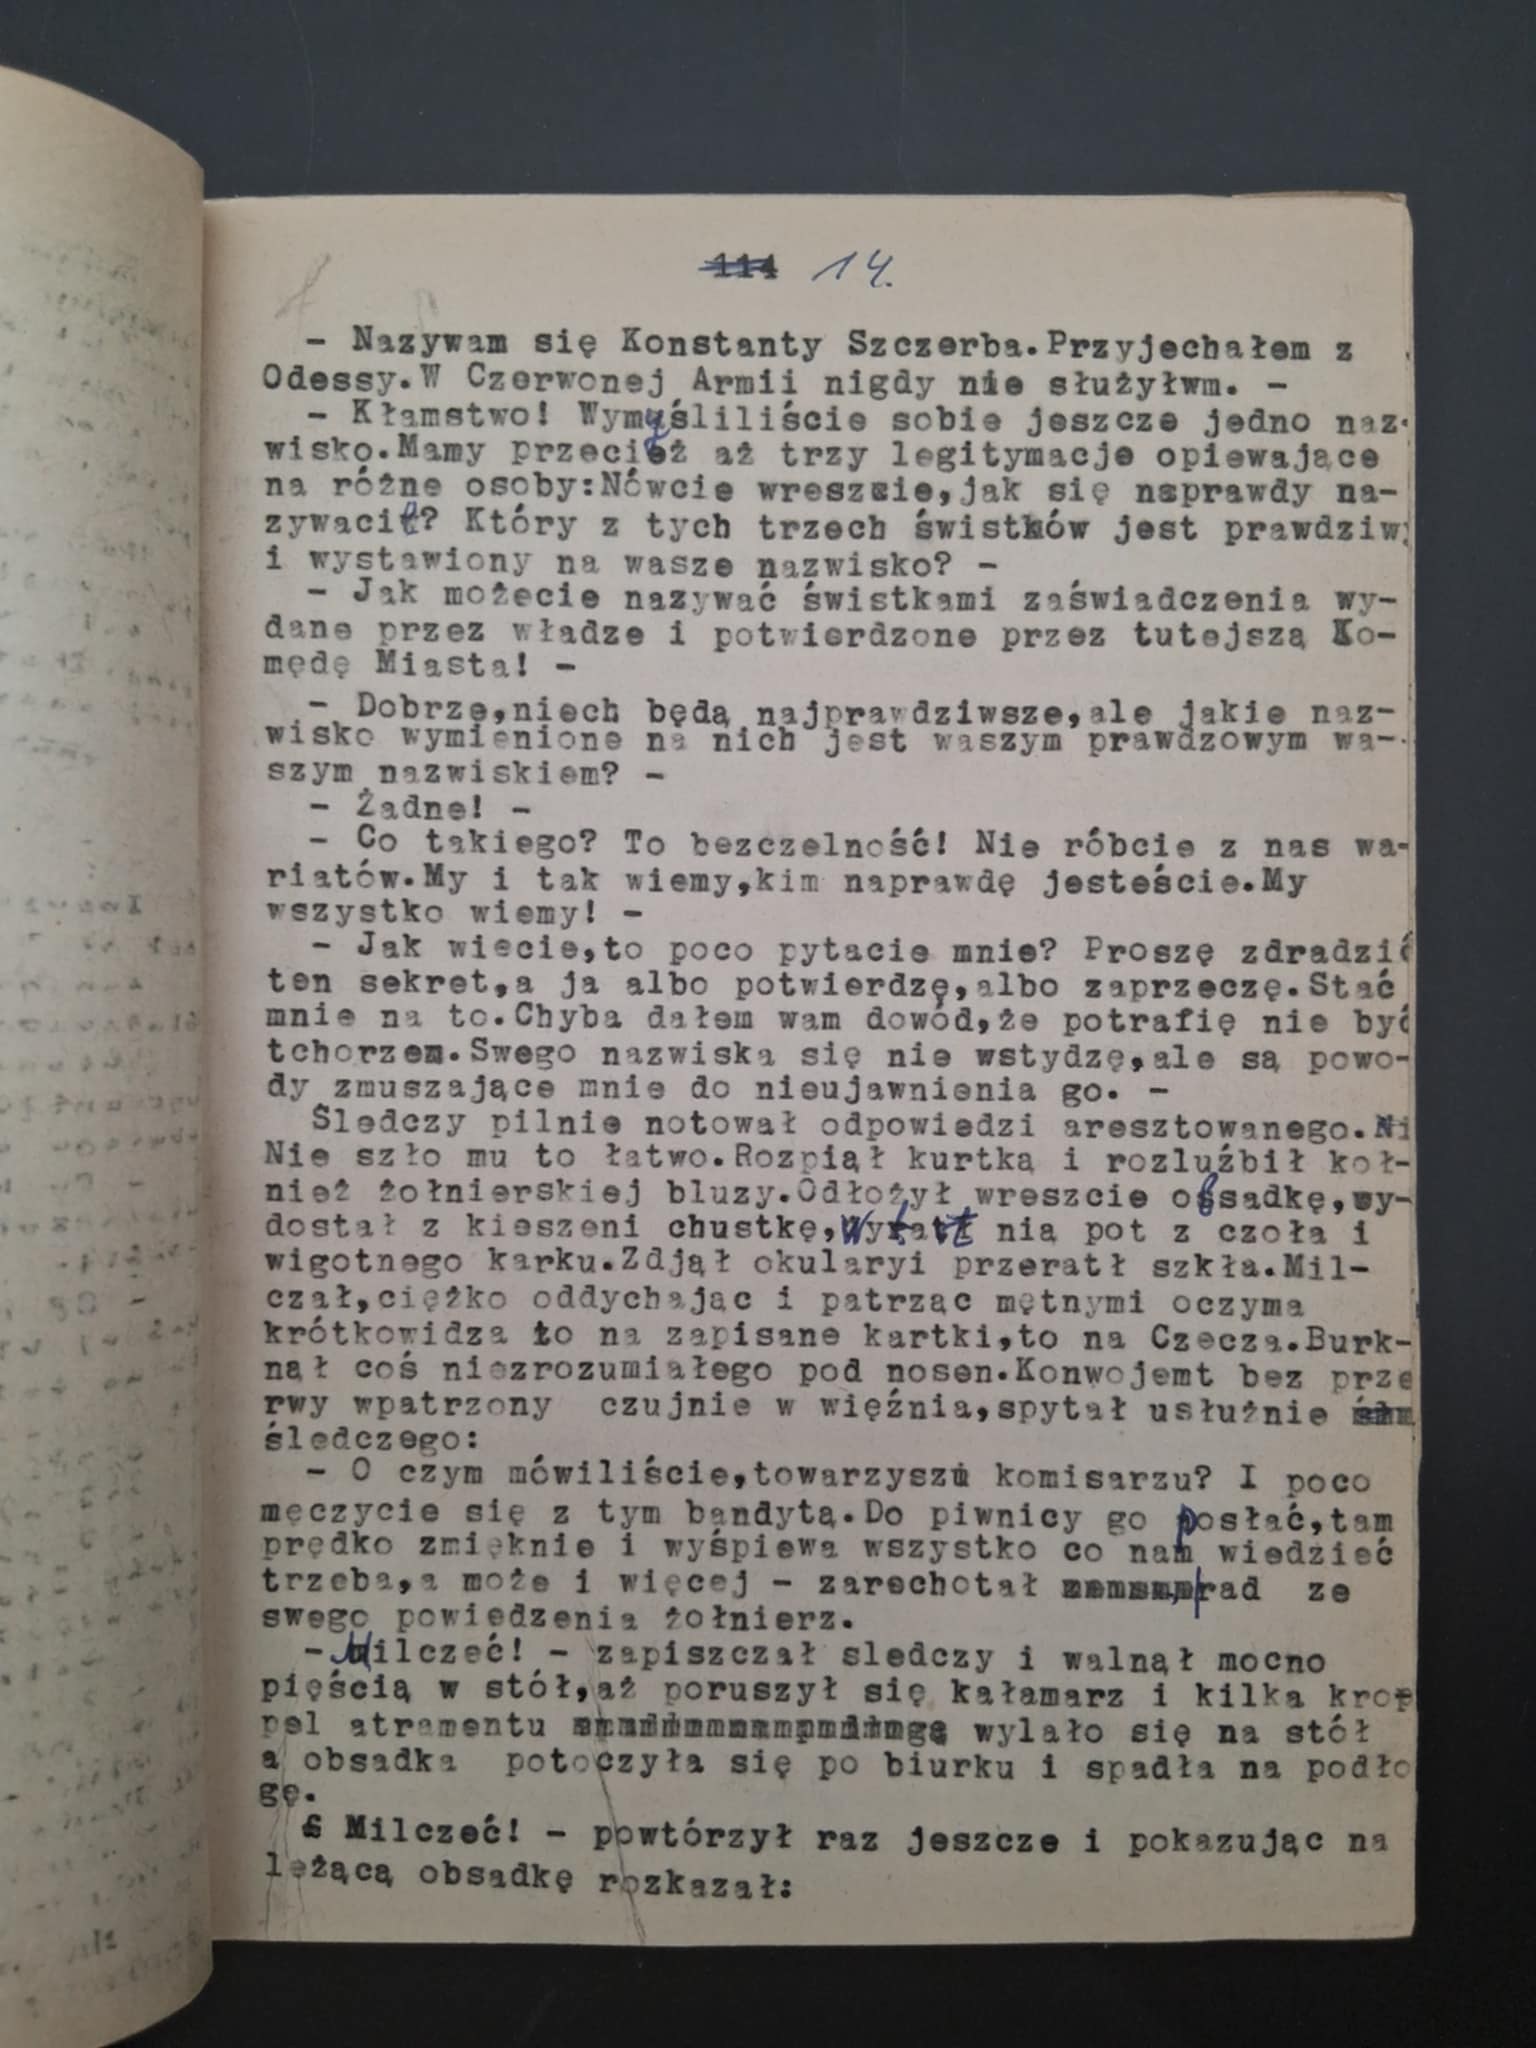 114 14.
- Nazywam się Konstanty Szczerba.Przyjechałem z
Odessy.W Czerwonej Armii nigdy nie służyłwm. -
- Kłamstwo! Wymyśliliście sobie jeszcze jedno naz-
wisko.Mamy przecież aż trzy legitymacje opiewające
na różne osoby:Nówcie wreszcie,jak się naprawdy na-
zywacie? Który z tych trzech świstków jest prawdziwy
i wystawiony na wasze nazwisko? -
- Jak możecie nazywać świstkami zaświadczenia wy-
dane przez władze i potwierdzone przez tutejszą Ko-
mędę Miasta! -
- Dobrze,niech będą najprawdziwsze,ale jakie naz-
wisko wymienione na nich jest waszym prawdzowym wa-
szym nazwiskiem? -
- Żadne! -
- Co takiego? To bezczelność! Nie róbcie z nas wa-
riatów.My i tak wiemy,kim naprawdę jesteście.My
wszystko wiemy! -
- Jak wiecie,to poco pytacie mnie? Proszę zdradzić
ten sekret,a ja albo potwierdzę,albo zaprzeczę.Stać
mnie na to.Chyba dałem wam dowód,że potrafię nie być
tchorzem.Swego nazwiska się nie wstydzę,ale są powo-
dy zmuszające mnie do nieujawnienia go. -
Śledczy pilnie notował odpowiedzi aresztowanego.Ni
Nie szło mu to łatwo.Rozpiął kurtką i rozluźbił koł-
nież żołnierskiej bluzy.Odłożył wreszcie obsadkę,wy-
dostał z kieszeni chustkę,wytarł nią pot z czoła i
wigotnego karku.Zdjął okularyi przeratł szkła.Mil-
czał,ciężko oddychając i patrząc mętnymi oczyma
krótkowidza to na zapisane kartki,to na Czecza.Burk-
nął coś niezrozumiałego pod nosen.Konwojemt bez prze
rwy wpatrzony czujnie w więźnia,spytał usłużnie
śledczego:
- O czym mówiliście,towarzyszu komisarzu? I poco
męczycie się z tym bandytą.Do piwnicy go posłać,tam
prędko zmięknie i wyśpiewa wszystko co nam wiedzieć
trzeba,a może i więcej - zarechotał rad ze
swego powiedzenia żołnierz.
- Milczeć! - zapiszczał sledczy i walnął mocno
pięścią w stół,aż poruszył się kałamarz i kilka krop
pel atramentu wylało się na stół
a obsadka potoczyła się po biurku i spadła na podło
gę.
Milczeć! - powtórzył raz jeszcze i pokazując na
leżącą obsadkę rozkazał: